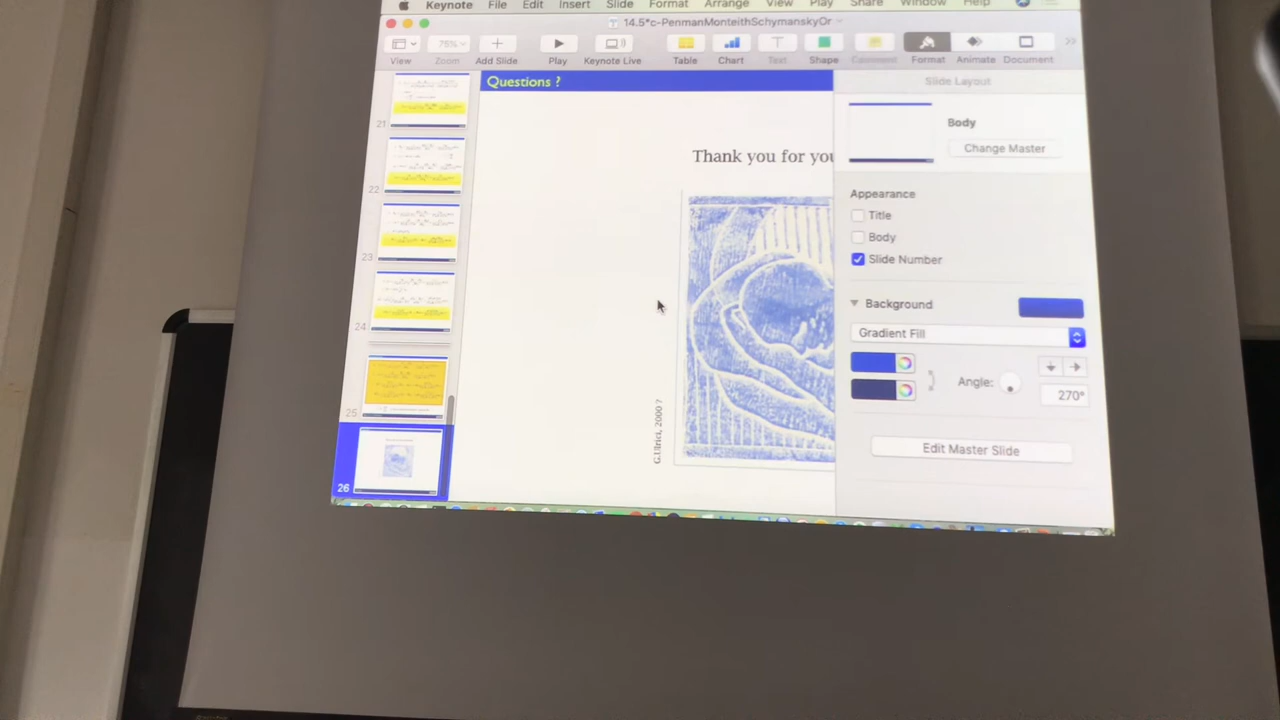 Keynote File Edit Insert Slide Format Arrange View Play Share Window Help
14.5*c-PenmanMonteithSchymanskyOr
75%
View Zoom Add Slide Play Keynote Live Table Chart Text Shape Comment Format Animate Document
Questions ?
Slide Layout
Body
Change Master
Thank you for you
Appearance
Title
Body
Slide Number
Background
Gradient Fill
Angle:
270°
Edit Master Slide
G.Ulrici, 2000 ?
21
22
23
24
25
26